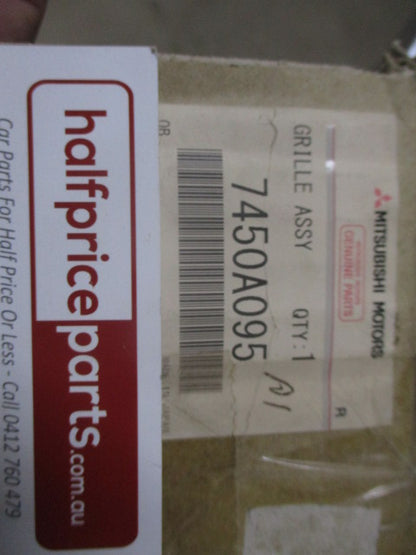 halfpriceparts.com.au
Car Parts For Half Price Or Less - Call 0412 760 479
MITSUBISHI MOTORS
GENUINE PARTS
R
GRILLE ASSY QTY:1
7450A095